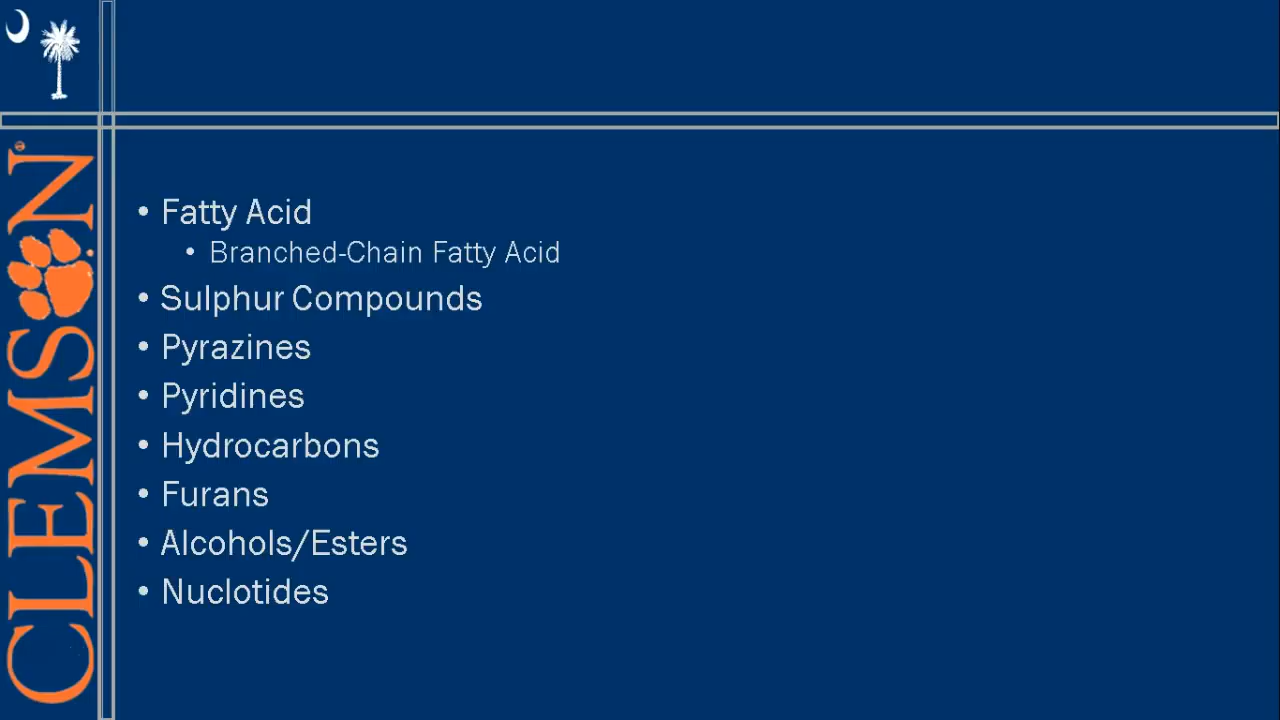 CLEMSON
• Fatty Acid
• Branched-Chain Fatty Acid
• Sulphur Compounds
• Pyrazines
• Pyridines
• Hydrocarbons
• Furans
• Alcohols/Esters
• Nuclotides